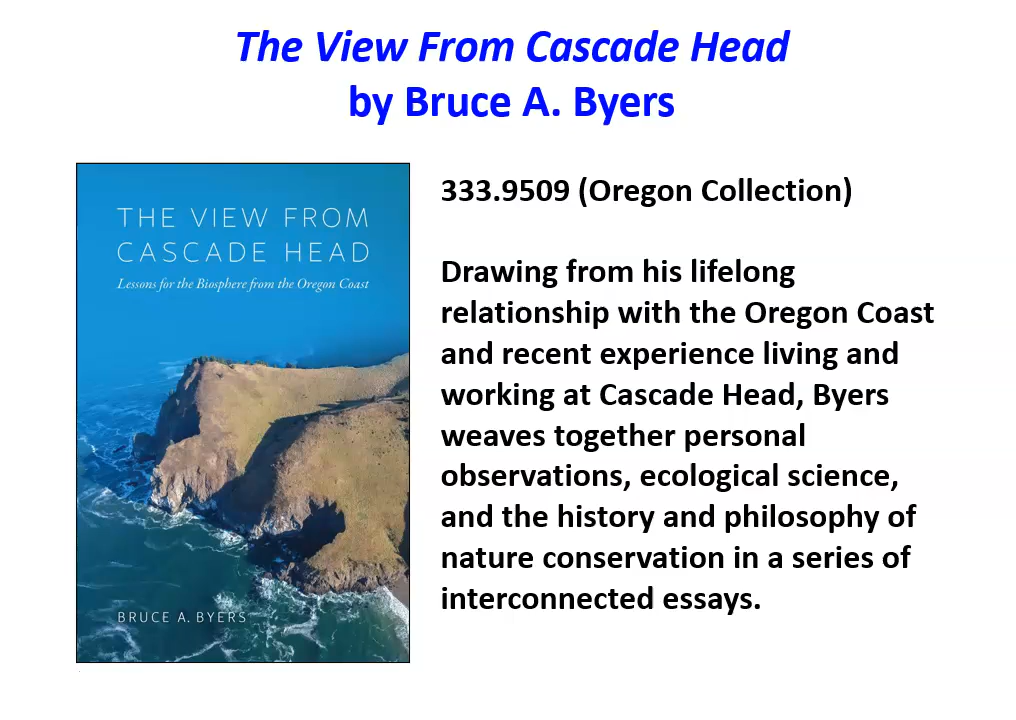 The View From Cascade Head
by Bruce A. Byers
THE VIEW FROM
CASCADE HEAD
Lessons for the Biosphere from the Oregon Coast
BRUCE A. BYERS
333.9509 (Oregon Collection)
Drawing from his lifelong
relationship with the Oregon Coast
and recent experience living and
working at Cascade Head, Byers
weaves together personal
observations, ecological science,
and the history and philosophy of
nature conservation in a series of
interconnected essays.